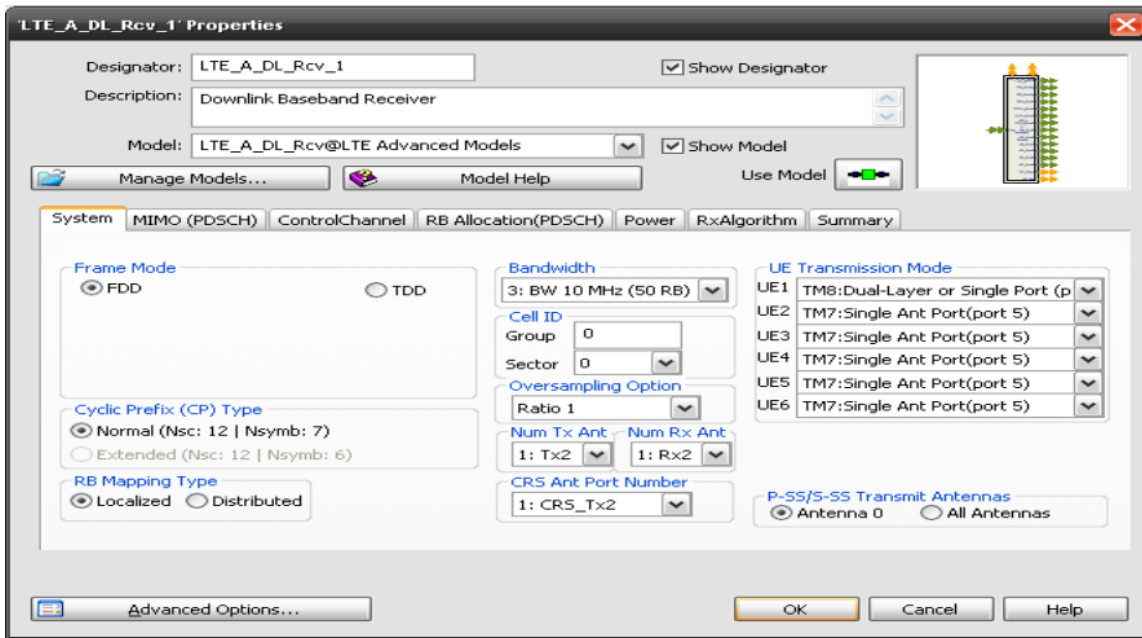 'LTE_A_DL_Rcv_1' Properties
Designator: LTE_A_DL_Rcv_1 Show Designator
Description: Downlink Baseband Receiver
Model: LTE_A_DL_Rcv@LTE Advanced Models Show Model
Manage Models... Model Help Use Model
System MIMO (PDSCH) ControlChannel RB Allocation(PDSCH) Power RxAlgorithm Summary
Frame Mode
FDD TDD
Cyclic Prefix (CP) Type
Normal (Nsc: 12 | Nsymb: 7)
Extended (Nsc: 12 | Nsymb: 6)
RB Mapping Type
Localized Distributed
Bandwidth
3: BW 10 MHz (50 RB)
Cell ID
Group 0
Sector 0
Oversampling Option
Ratio 1
Num Tx Ant Num Rx Ant
1: Tx2 1: Rx2
CRS Ant Port Number
1: CRS_Tx2
UE Transmission Mode
UE1 TM8:Dual-Layer or Single Port (p
UE2 TM7:Single Ant Port(port 5)
UE3 TM7:Single Ant Port(port 5)
UE4 TM7:Single Ant Port(port 5)
UE5 TM7:Single Ant Port(port 5)
UE6 TM7:Single Ant Port(port 5)
P-SS/S-SS Transmit Antennas
Antenna 0 All Antennas
Advanced Options... OK Cancel Help